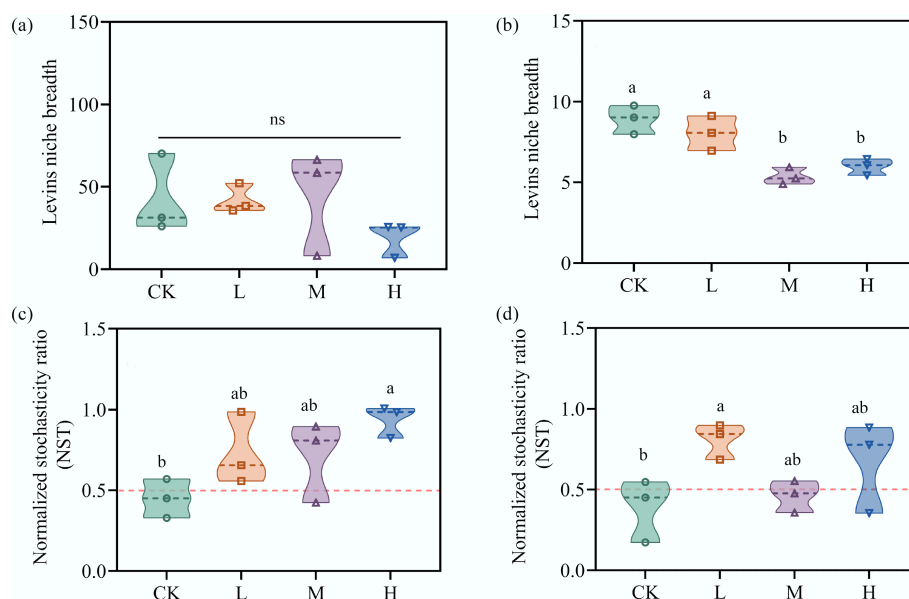 (a)
Levins niche breadth
150
100
50
0
ns
CK L M H
(b)
Levins niche breadth
15
10
5
0
a a b b
CK L M H
(c)
Normalized stochasticity ratio
(NST)
1.5
1.0
0.5
0.0
b ab ab a
CK L M H
(d)
Normalized stochasticity ratio
(NST)
1.5
1.0
0.5
0.0
b a ab ab
CK L M H